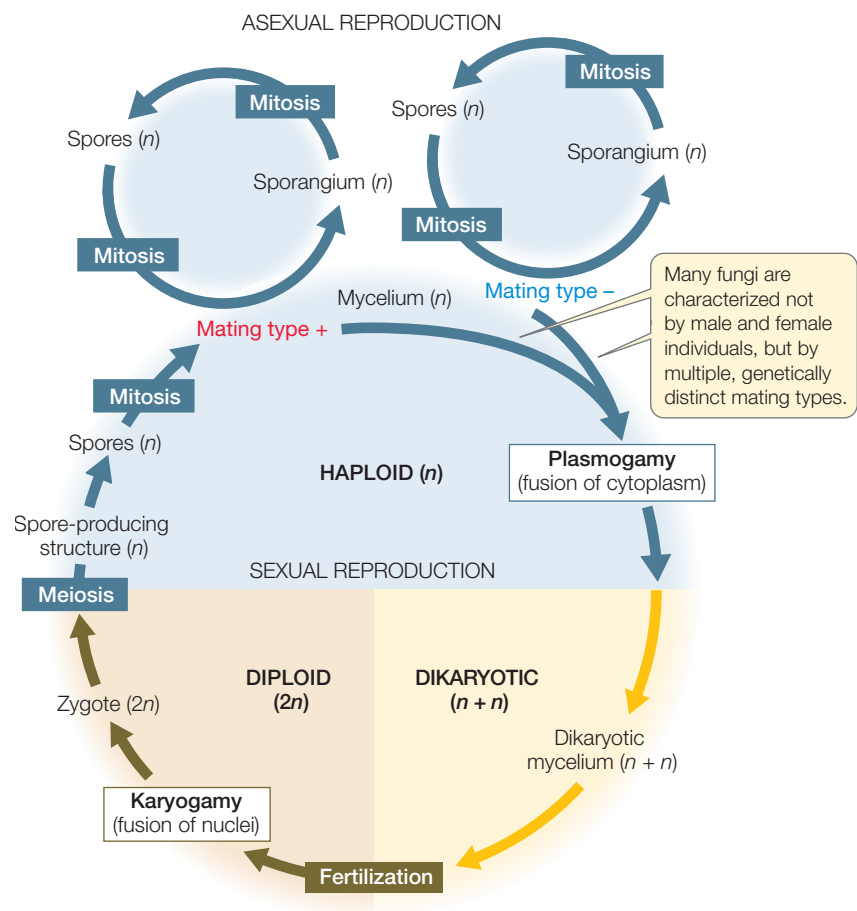 ASEXUAL REPRODUCTION
Mitosis
Spores (n)
Sporangium (n)
Mitosis
Mitosis
Spores (n)
Sporangium (n)
Mitosis
Mating type +
Mycelium (n)
Mating type –
Many fungi are
characterized not
by male and female
individuals, but by
multiple, genetically
distinct mating types.
Mitosis
Spores (n)
Spore-producing
structure (n)
Meiosis
HAPLOID (n)
Plasmogamy
(fusion of cytoplasm)
SEXUAL REPRODUCTION
DIPLOID
(2n)
DIKARYOTIC
(n + n)
Zygote (2n)
Dikaryotic
mycelium (n + n)
Karyogamy
(fusion of nuclei)
Fertilization